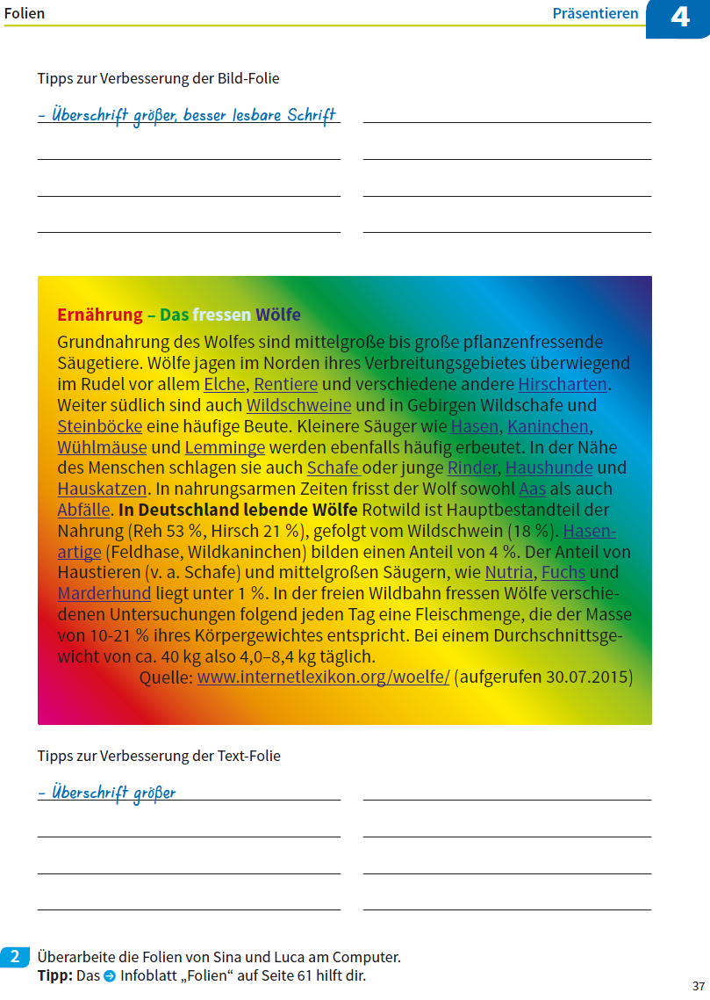 Folien
Präsentieren
4
Tipps zur Verbesserung der Bild-Folie
– Überschrift größer, besser lesbare Schrift
Ernährung – Das fressen Wölfe
Grundnahrung des Wolfes sind mittelgroße bis große pflanzenfressende
Säugetiere. Wölfe jagen im Norden ihres Verbreitungsgebietes überwiegend
im Rudel vor allem Elche, Rentiere und verschiedene andere Hirscharten.
Weiter südlich sind auch Wildschweine und in Gebirgen Wildschafe und
Steinböcke eine häufige Beute. Kleinere Säuger wie Hasen, Kaninchen,
Wühlmäuse und Lemminge werden ebenfalls häufig erbeutet. In der Nähe
des Menschen schlagen sie auch Schafe oder junge Rinder, Haushunde und
Hauskatzen. In nahrungsarmen Zeiten frisst der Wolf sowohl Aas als auch
Abfälle. In Deutschland lebende Wölfe Rotwild ist Hauptbestandteil der
Nahrung (Reh 53 %, Hirsch 21 %), gefolgt vom Wildschwein (18 %). Hasen-
artige (Feldhase, Wildkaninchen) bilden einen Anteil von 4 %. Der Anteil von
Haustieren (v. a. Schafe) und mittelgroßen Säugern, wie Nutria, Fuchs und
Marderhund liegt unter 1 %. In der freien Wildbahn fressen Wölfe verschie-
denen Untersuchungen folgend jeden Tag eine Fleischmenge, die der Masse
von 10-21 % ihres Körpergewichtes entspricht. Bei einem Durchschnittsge-
wicht von ca. 40 kg also 4,0–8,4 kg täglich.
Quelle: www.internetlexikon.org/woelfe/ (aufgerufen 30.07.2015)
Tipps zur Verbesserung der Text-Folie
– Überschrift größer
2 Überarbeite die Folien von Sina und Luca am Computer.
Tipp: Das ➔ Infoblatt „Folien“ auf Seite 61 hilft dir.
37